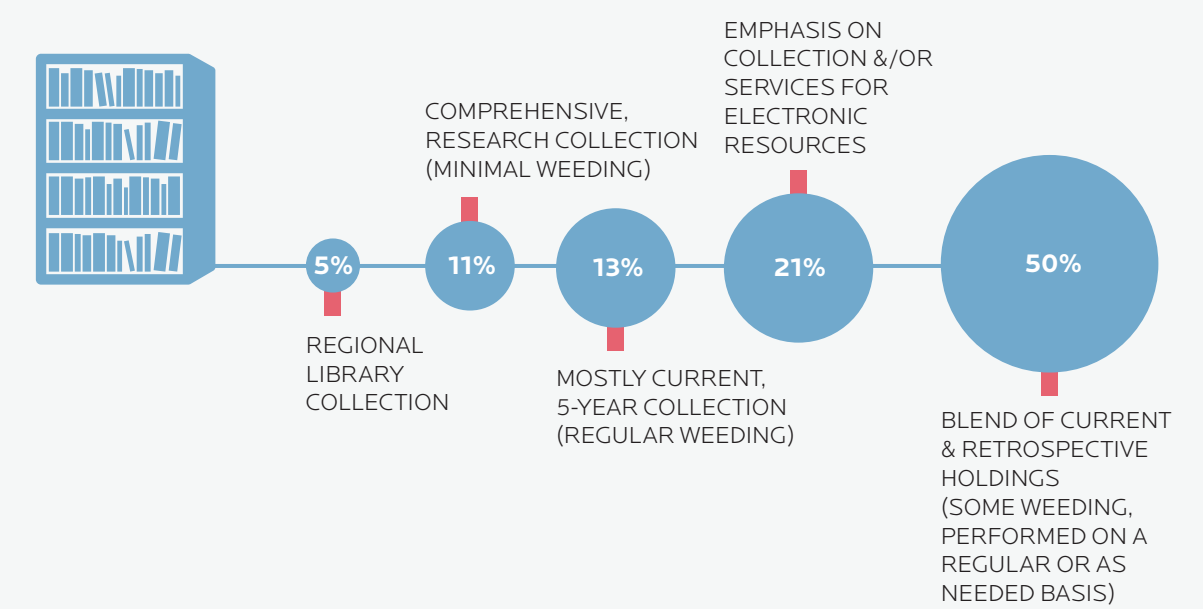 5%
REGIONAL
LIBRARY
COLLECTION
COMPREHENSIVE,
RESEARCH COLLECTION
(MINIMAL WEEDING)
11%
13%
MOSTLY CURRENT,
5-YEAR COLLECTION
(REGULAR WEEDING)
EMPHASIS ON
COLLECTION &/OR
SERVICES FOR
ELECTRONIC
RESOURCES
21%
50%
BLEND OF CURRENT
& RETROSPECTIVE
HOLDINGS
(SOME WEEDING,
PERFORMED ON A
REGULAR OR AS
NEEDED BASIS)